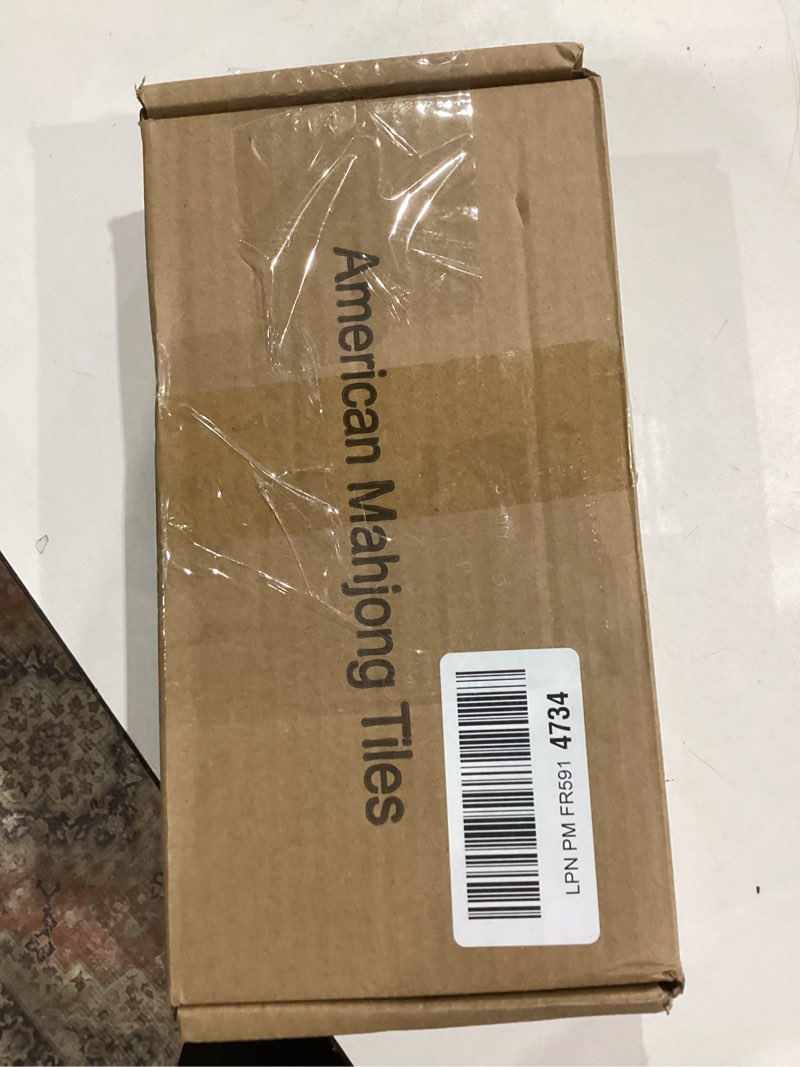 American Mahjong Tiles
LPN PM FR591 4734